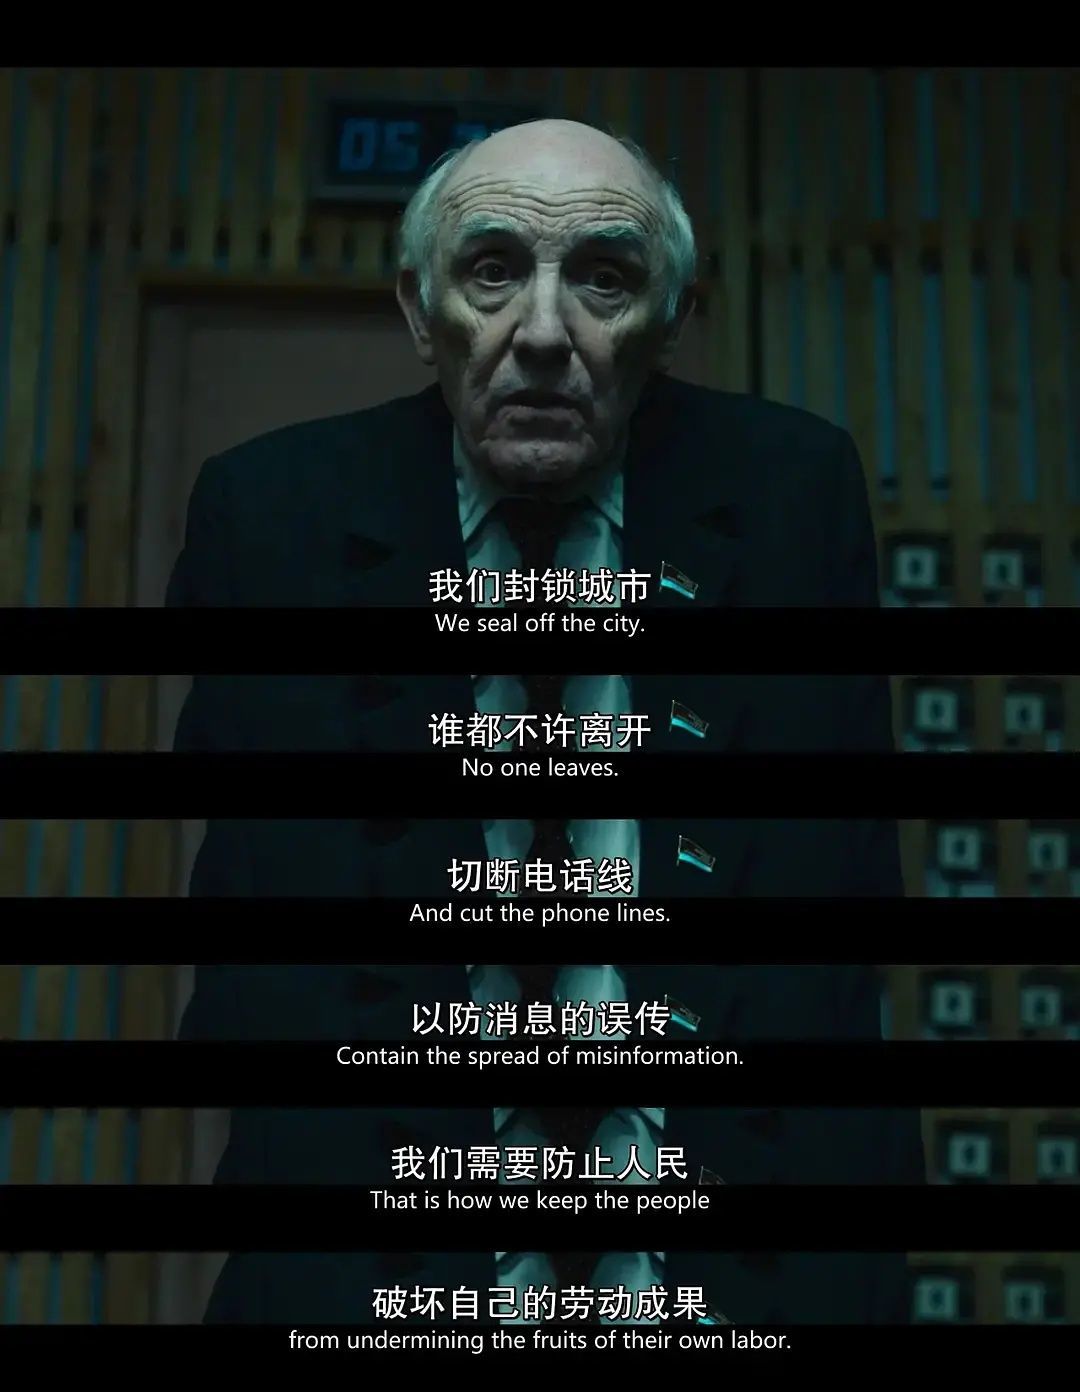 05
我们封锁城市
We seal off the city.
谁都不许离开
No one leaves.
切断电话线
And cut the phone lines.
以防消息的误传
Contain the spread of misinformation.
我们需要防止人民
That is how we keep the people
破坏自己的劳动成果
from undermining the fruits of their own labor.